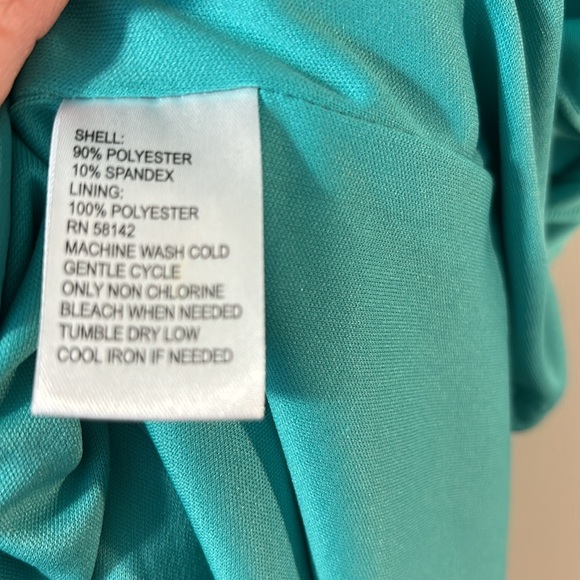 SHELL:
90% POLYESTER
10% SPANDEX
LINING:
100% POLYESTER
RN 58142
MACHINE WASH COLD
GENTLE CYCLE
ONLY NON CHLORINE
BLEACH WHEN NEEDED
TUMBLE DRY LOW
COOL IRON IF NEEDED